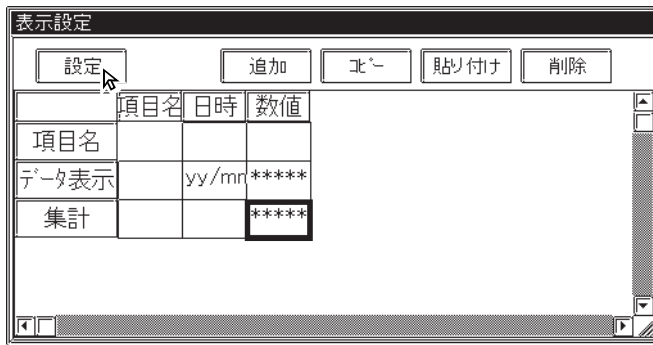 表示設定
設定 追加 ｺﾋﾟｰ 貼り付け 削除
項目名 日時 数値
項目名
ﾃﾞｰﾀ表示 yy/mm *****
集計 *****